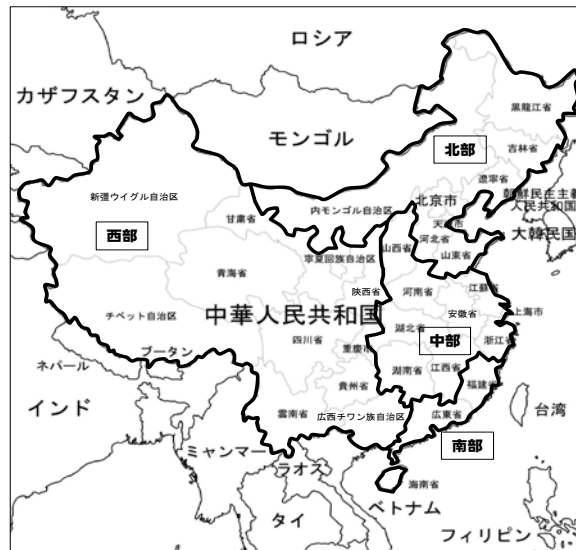 ロシア
カザフスタン
モンゴル
黒龍江省
北部
吉林省
遼寧省
新疆ウイグル自治区
甘粛省
内モンゴル自治区
北京市
天
朝鮮民主主義
人民共和国
西部
大韓民国
山西省
河北省
山東省
寧夏回族自治区
青海省
陝西省
河南省
江蘇省
中華人民共和国
安徽省
上海市
チベット自治区
四川省
湖北省
中部
浙江省
重慶市
ブータン
ネパール
湖南省
江西省
福建省
貴州省
インド
雲南省
広西チワン族自治区
広東省
台湾
南部
ミャンマー
ラオス
海南省
ベトナム
タイ
フィリピン